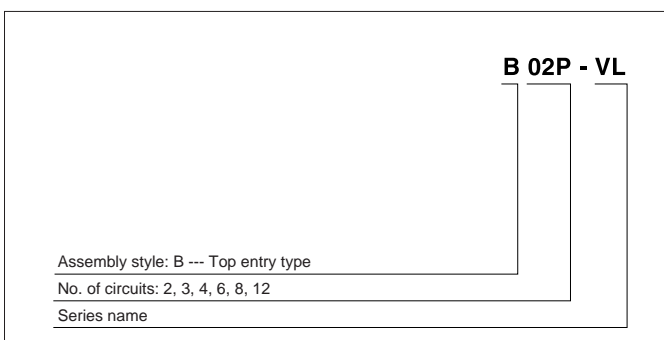 B 02P - VL
Assembly style: B --- Top entry type
No. of circuits: 2, 3, 4, 6, 8, 12
Series name